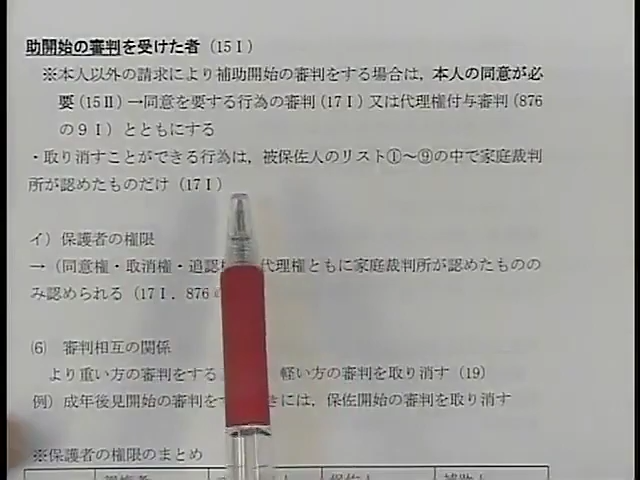 助開始の審判を受けた者（15Ⅰ）
※本人以外の請求により補助開始の審判をする場合は，本人の同意が必
要（15Ⅱ）→同意を要する行為の審判（17Ⅰ）又は代理権付与審判（876
の９Ⅰ）とともにする
・取り消すことができる行為は，被保佐人のリスト①～⑨の中で家庭裁判
所が認めたものだけ（17Ⅰ）
イ）保護者の権限
→（同意権・取消権・追認 代理権ともに家庭裁判所が認めたものの
み認められる（17Ⅰ．876
(6) 審判相互の関係
より重い方の審判をする 軽い方の審判を取り消す（19）
例）成年後見開始の審判を きには，保佐開始の審判を取り消す
※保護者の権限のまとめ